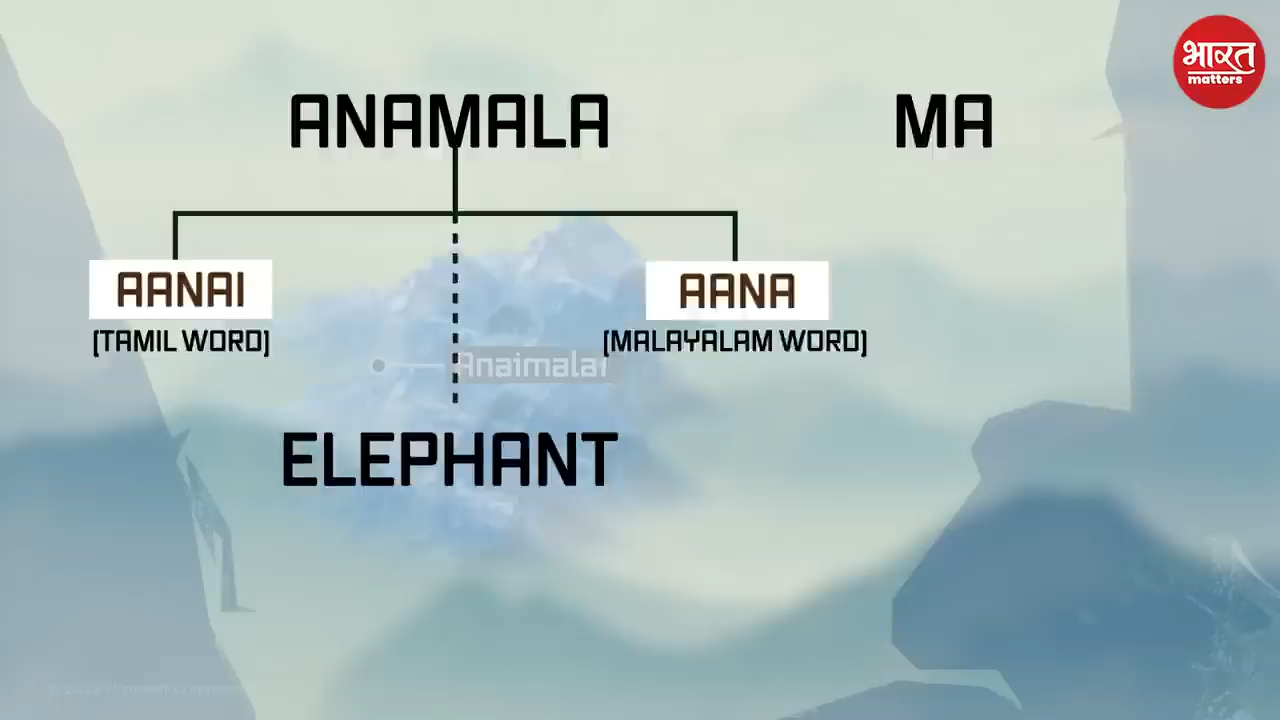 भारत
matters
ANAMALA MA
AANAI AANA
(TAMIL WORD) (MALAYALAM WORD)
Anaimalai
ELEPHANT